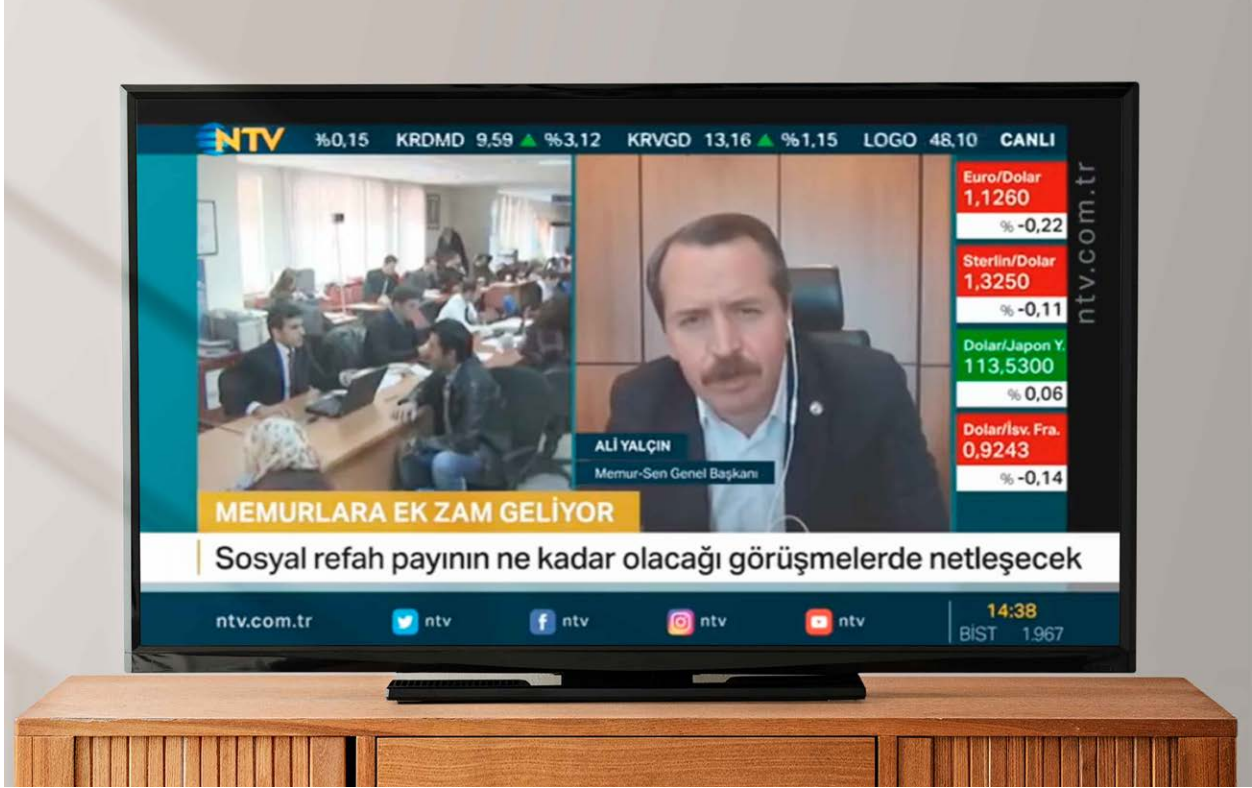 NTV %0,15 KRDMD 9,59 ▲ %3,12 KRVGD 13,16 ▲ %1,15 LOGO 48,10 CANLI
Euro/Dolar
1,1260
% -0,22
Sterlin/Dolar
1,3250
% -0,11
Dolar/Japon Y.
113,5300
% 0,06
Dolar/İsv. Fra.
0,9243
% -0,14
ntv.com.tr
ALİ YALÇIN
Memur-Sen Genel Başkanı
MEMURLARA EK ZAM GELİYOR
Sosyal refah payının ne kadar olacağı görüşmelerde netleşecek
ntv.com.tr ntv ntv ntv ntv
14:38
BİST 1.967